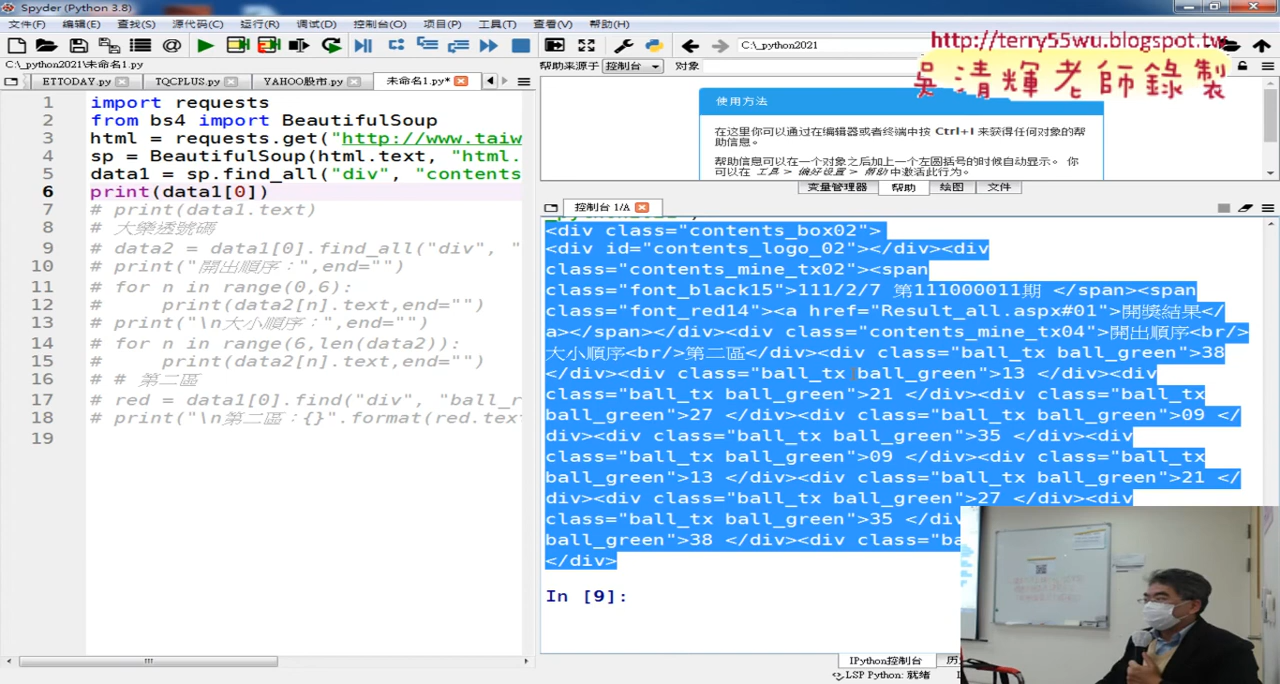 Spyder (Python 3.8)
文件(F) 编辑(E) 查找(S) 源代码(C) 运行(R) 调试(D) 控制台(O) 项目(P) 工具(T) 查看(V) 帮助(H)
C:\_python2021
http://terry55wu.blogspot.tw
吳清輝老師錄製
C:\_python2021\未命名1.py
帮助来源于 控制台 对象
ETTODAY.py TQCPLUS.py YAHOO股市.py 未命名1.py*
1 import requests
2 from bs4 import BeautifulSoup
3 html = requests.get("http://www.taiw
4 sp = BeautifulSoup(html.text, "html.
5 data1 = sp.find_all("div", "contents
6 print(data1[0])
7 # print(data1.text)
8 # 大樂透號碼
9 # data2 = data1[0].find_all("div", "
10 # print("開出順序：",end="")
11 # for n in range(0,6):
12 #     print(data2[n].text,end="")
13 # print("\n大小順序：",end="")
14 # for n in range(6,len(data2)):
15 #     print(data2[n].text,end="")
16 # # 第二區
17 # red = data1[0].find("div", "ball_r
18 # print("\n第二區：{}".format(red.tex
19
使用方法
在这里你可以通过在编辑器或者终端中按 Ctrl+I 来获得任何对象的帮
助信息。
帮助信息可以在一个对象之后加上一个左圆括号的时候自动显示。 你
可以在 工具 > 偏好设置 > 帮助 中激活此行为。
变量管理器 帮助 绘图 文件
控制台 1/A
<div class="contents_box02">
<div id="contents_logo_02"></div><div
class="contents_mine_tx02"><span
class="font_black15">111/2/7 第111000011期 </span><span
class="font_red14"><a href="Result_all.aspx#01">開獎結果</
a></span></div><div class="contents_mine_tx04">開出順序<br/>
大小順序<br/>第二區</div><div class="ball_tx ball_green">38
</div><div class="ball_tx ball_green">13 </div><div
class="ball_tx ball_green">21 </div><div class="ball_tx
ball_green">27 </div><div class="ball_tx ball_green">09 </
div><div class="ball_tx ball_green">35 </div><div
class="ball_tx ball_green">09 </div><div class="ball_tx
ball_green">13 </div><div class="ball_tx ball_green">21 </
div><div class="ball_tx ball_green">27 </div><div
class="ball_tx ball_green">35 </div
ball_green">38 </div><div class="ba
</div>
In [9]:
IPython控制台 历
LSP Python: 就绪